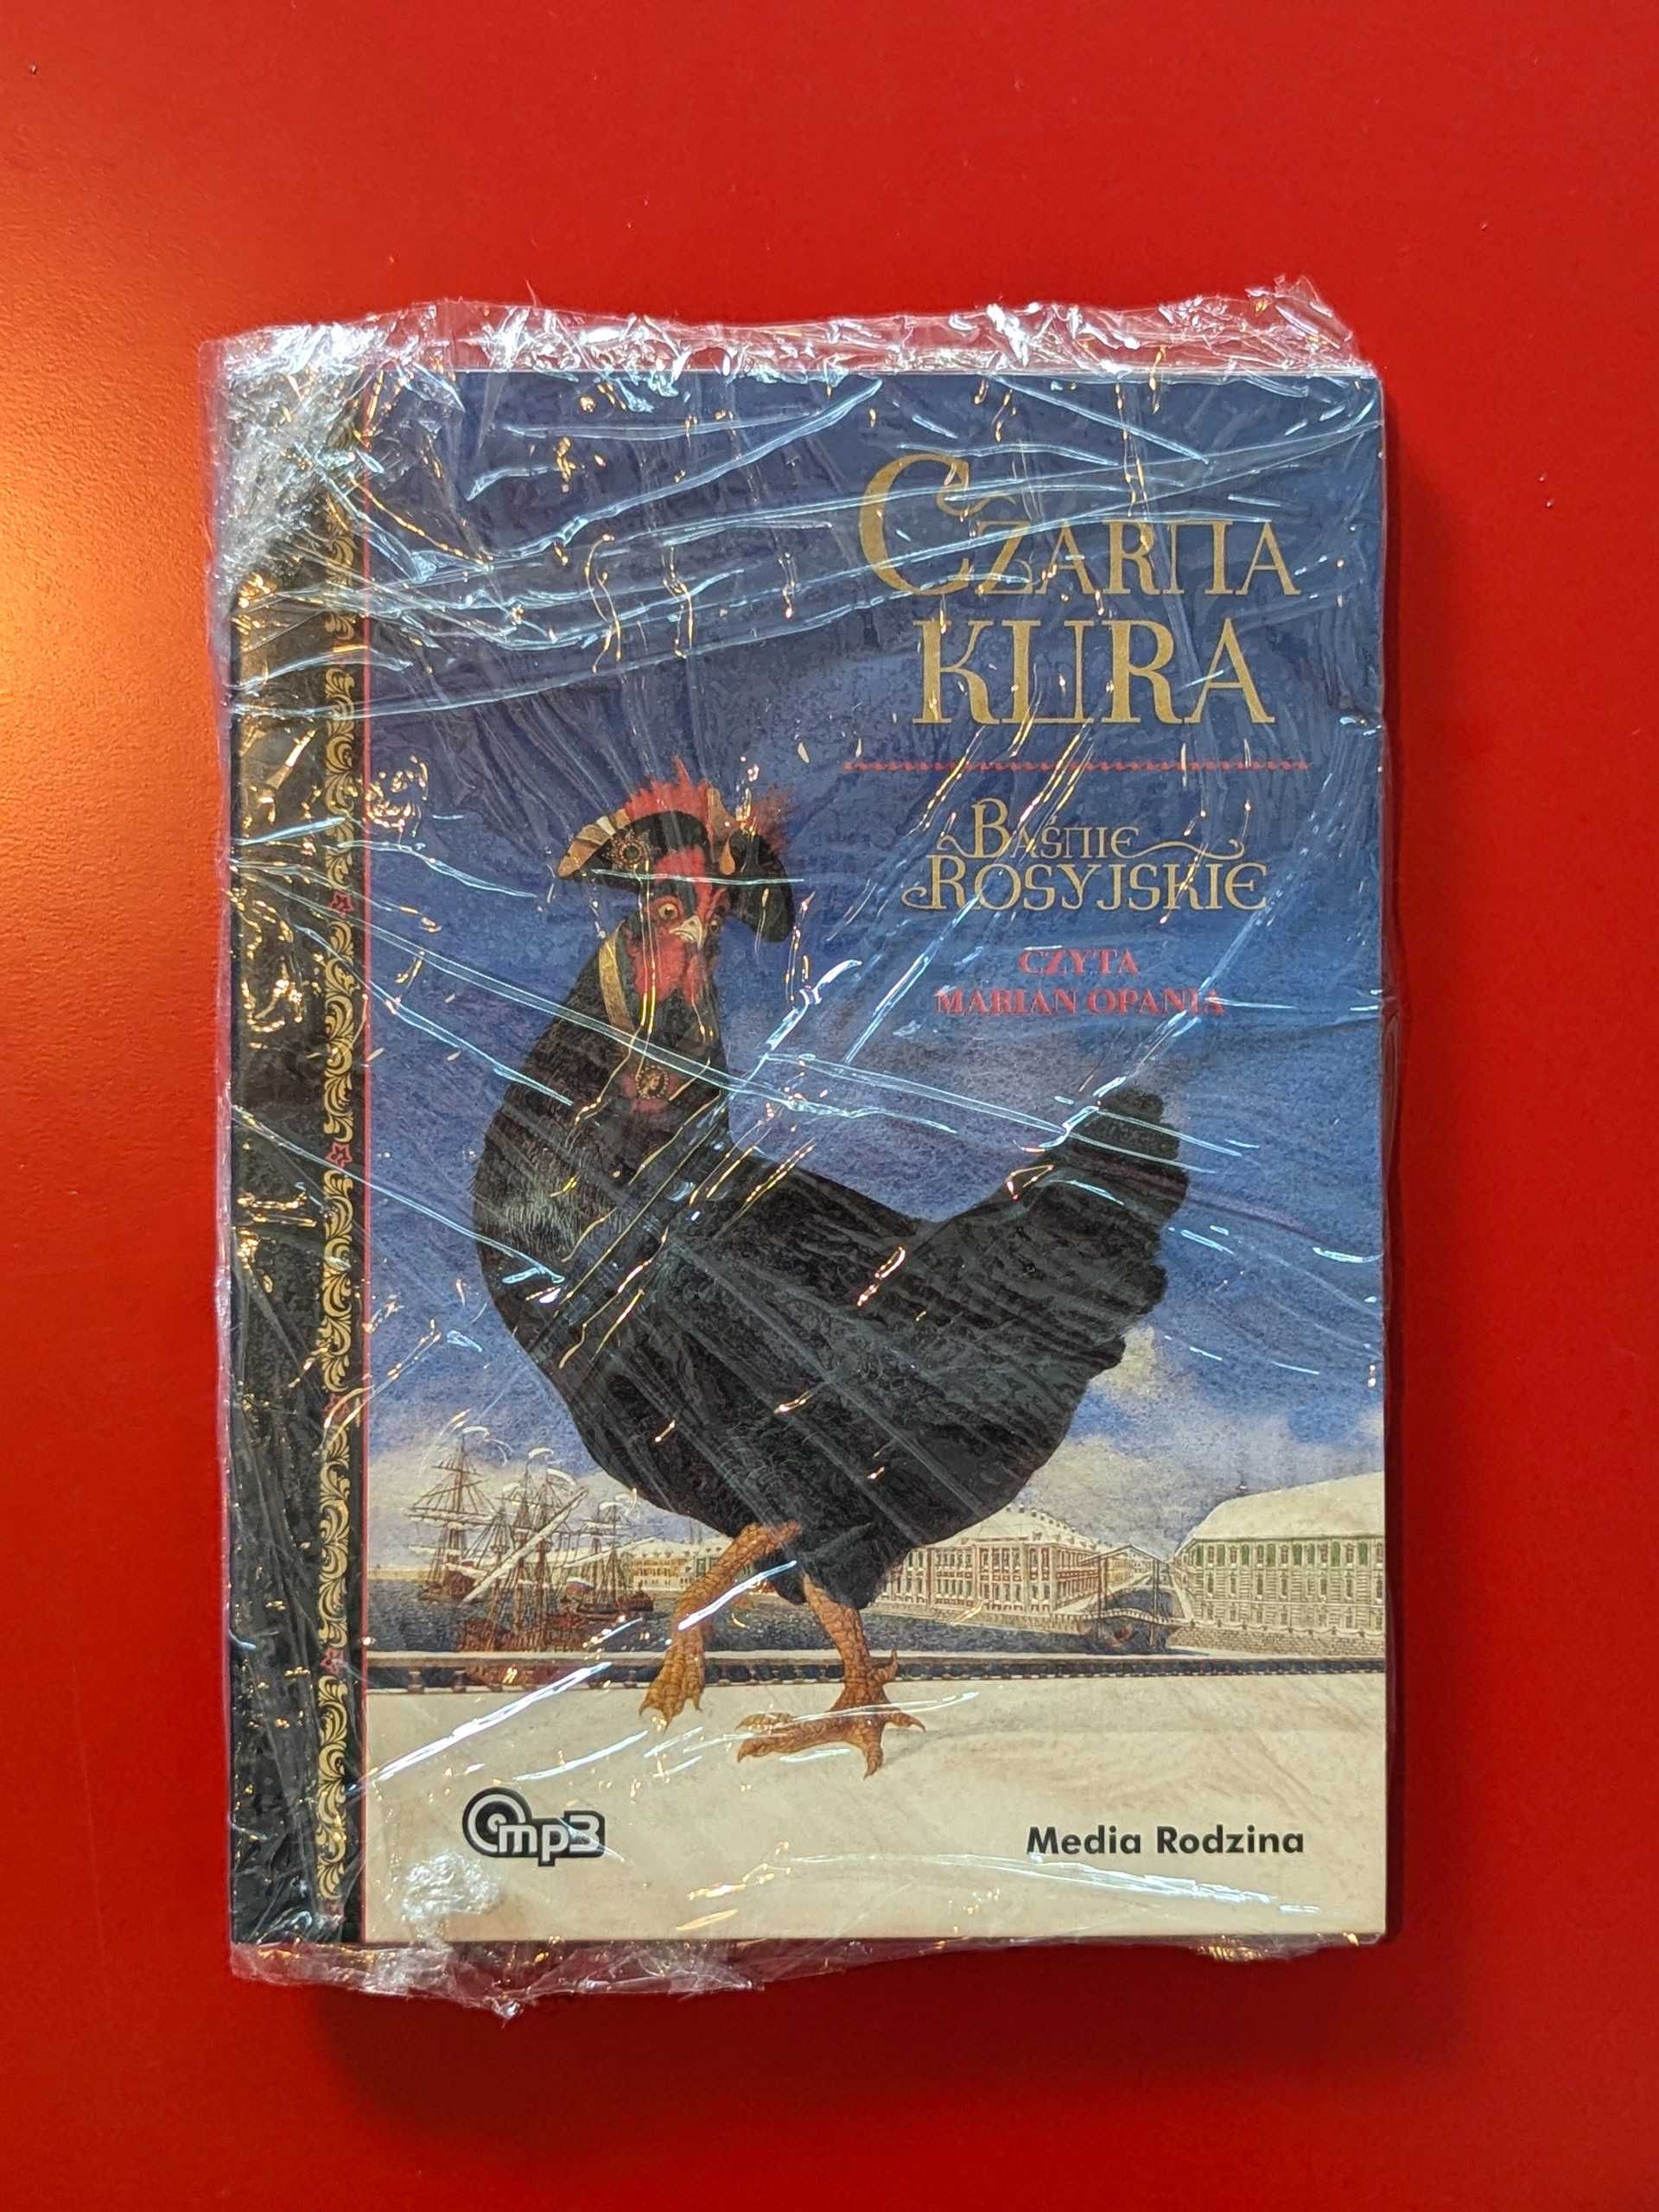 CZARNA
KURA
BAŚNIE
ROSYJSKIE
CZYTA
MARIAN OPANIA
mp3
Media Rodzina